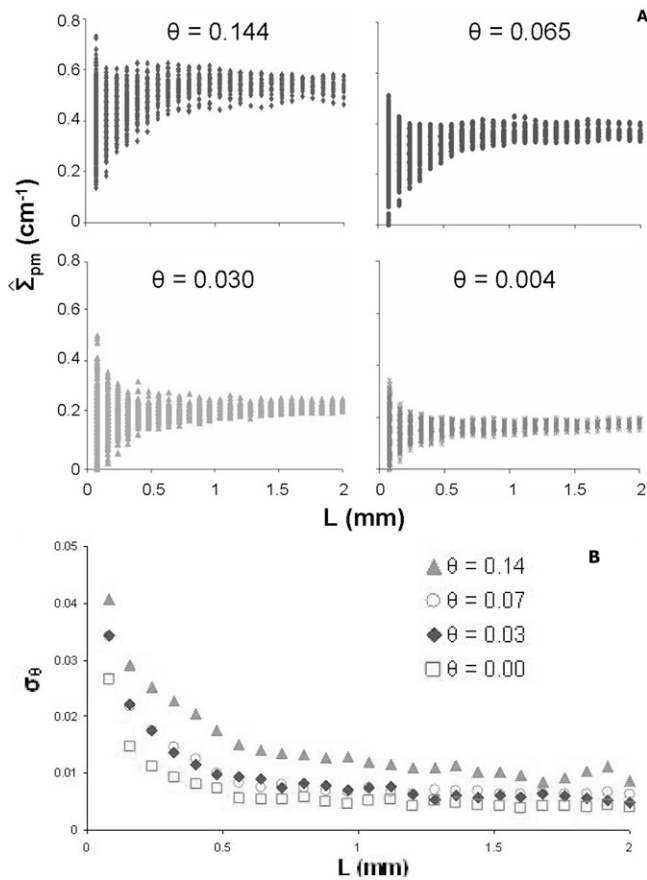 θ = 0.144
θ = 0.065
A
0.8
0.6
0.4
0.2
0
Σ̂pm (cm-1)
θ = 0.030
θ = 0.004
0.8
0.6
0.4
0.2
0
0 0.5 1 1.5 2
0 0.5 1 1.5 2
L (mm)
B
0.05
0.04
0.03
0.02
0.01
0
σθ
θ = 0.14
θ = 0.07
θ = 0.03
θ = 0.00
0 0.5 1 1.5 2
L (mm)